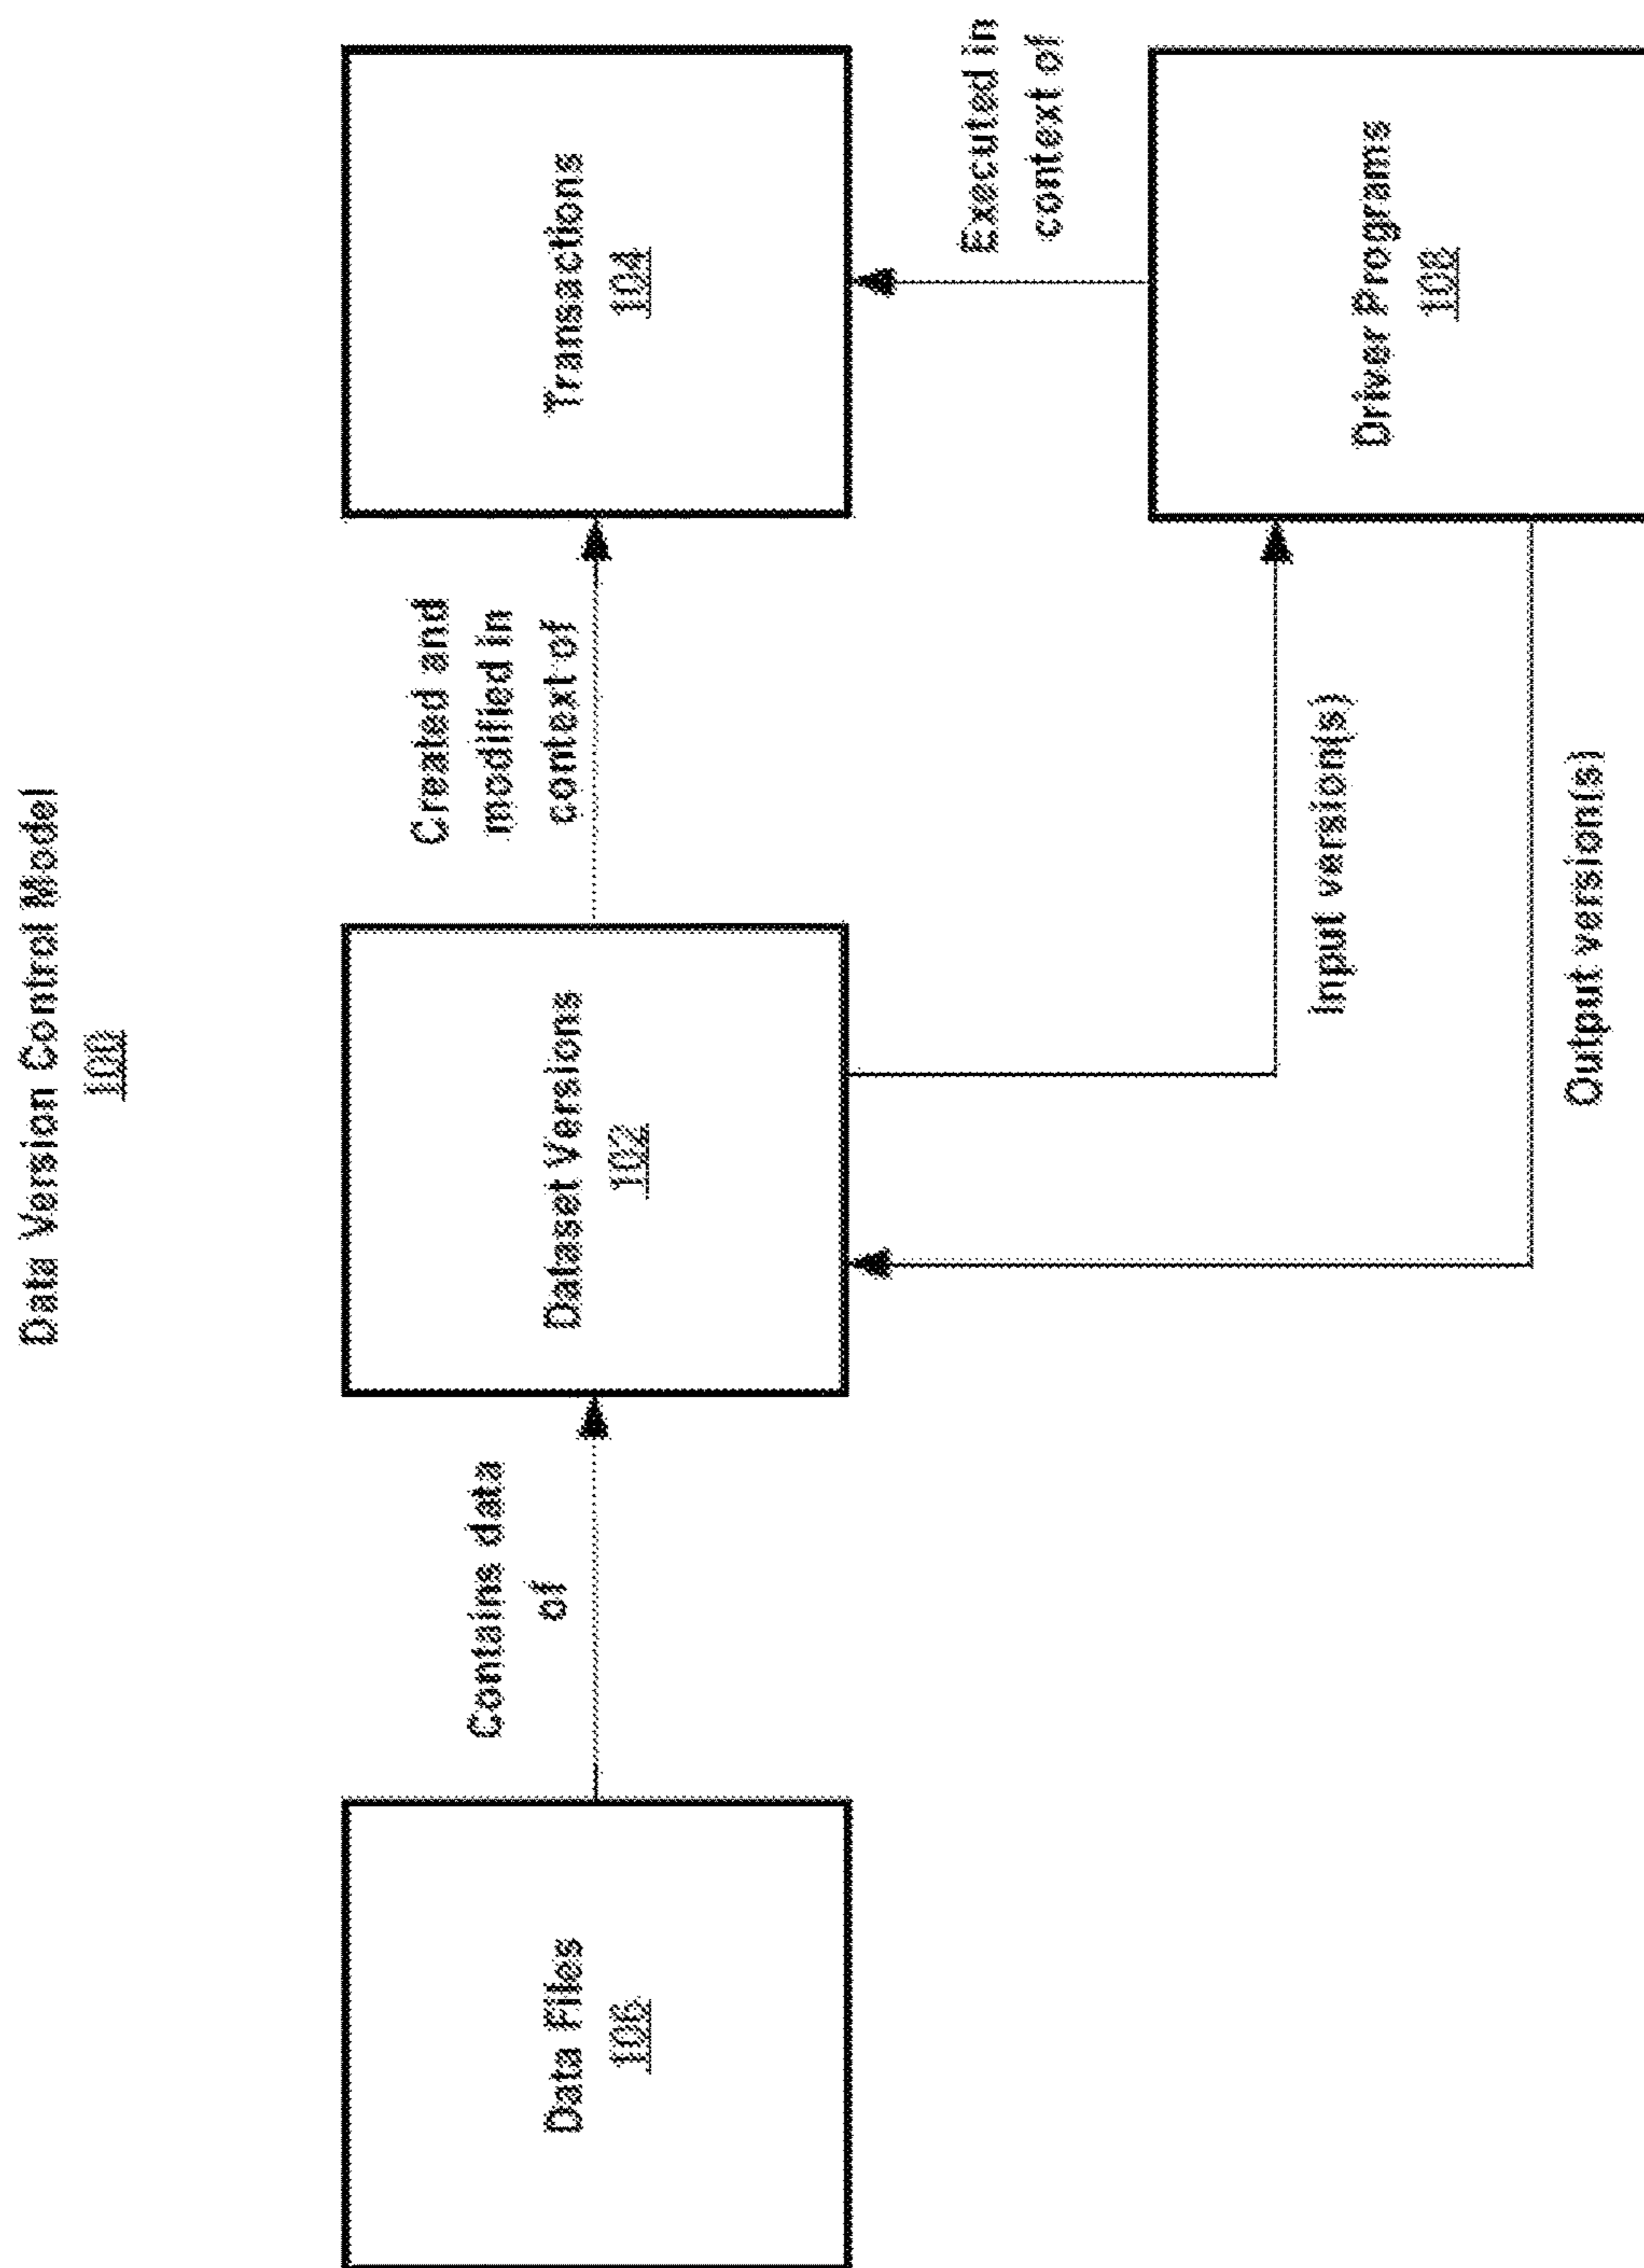 Data Version Control Model
100
Data Files
106
Contains data
of
Dataset Versions
102
Created and
modified in
context of
Transactions
104
Executed in
context of
Input version(s)
Output version(s)
Driver Programs
108